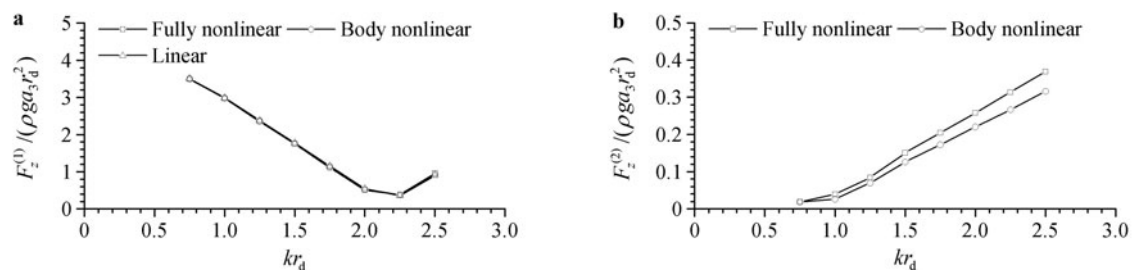 a
Fully nonlinear Body nonlinear
Linear
5
4
3
2
1
0
F_z^(1)/(ρga_3r_d^2)
0 0.5 1.0 1.5 2.0 2.5 3.0
kr_d
b
Fully nonlinear Body nonlinear
0.5
0.4
0.3
0.2
0.1
0
F_z^(2)/(ρga_3r_d^2)
0 0.5 1.0 1.5 2.0 2.5 3.0
kr_d